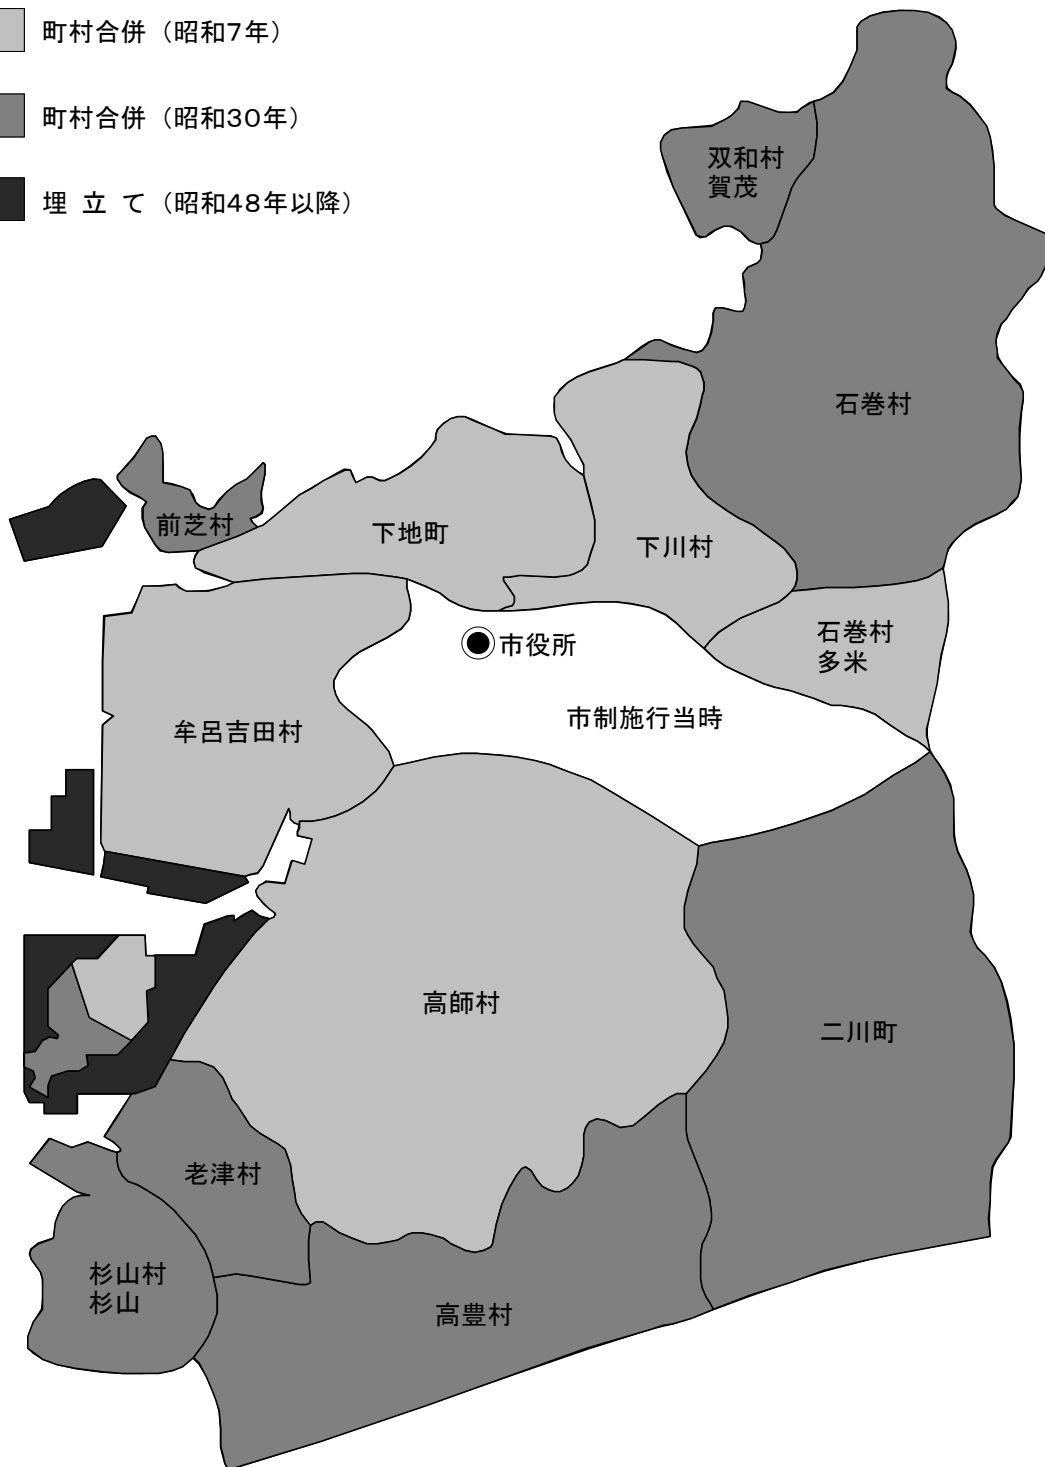 町村合併（昭和7年）
町村合併（昭和30年）
埋 立 て（昭和48年以降）
双和村
賀茂
石巻村
前芝村
下地町
下川村
石巻村
多米
市役所
牟呂吉田村
市制施行当時
高師村
二川町
老津村
杉山村
杉山
高豊村